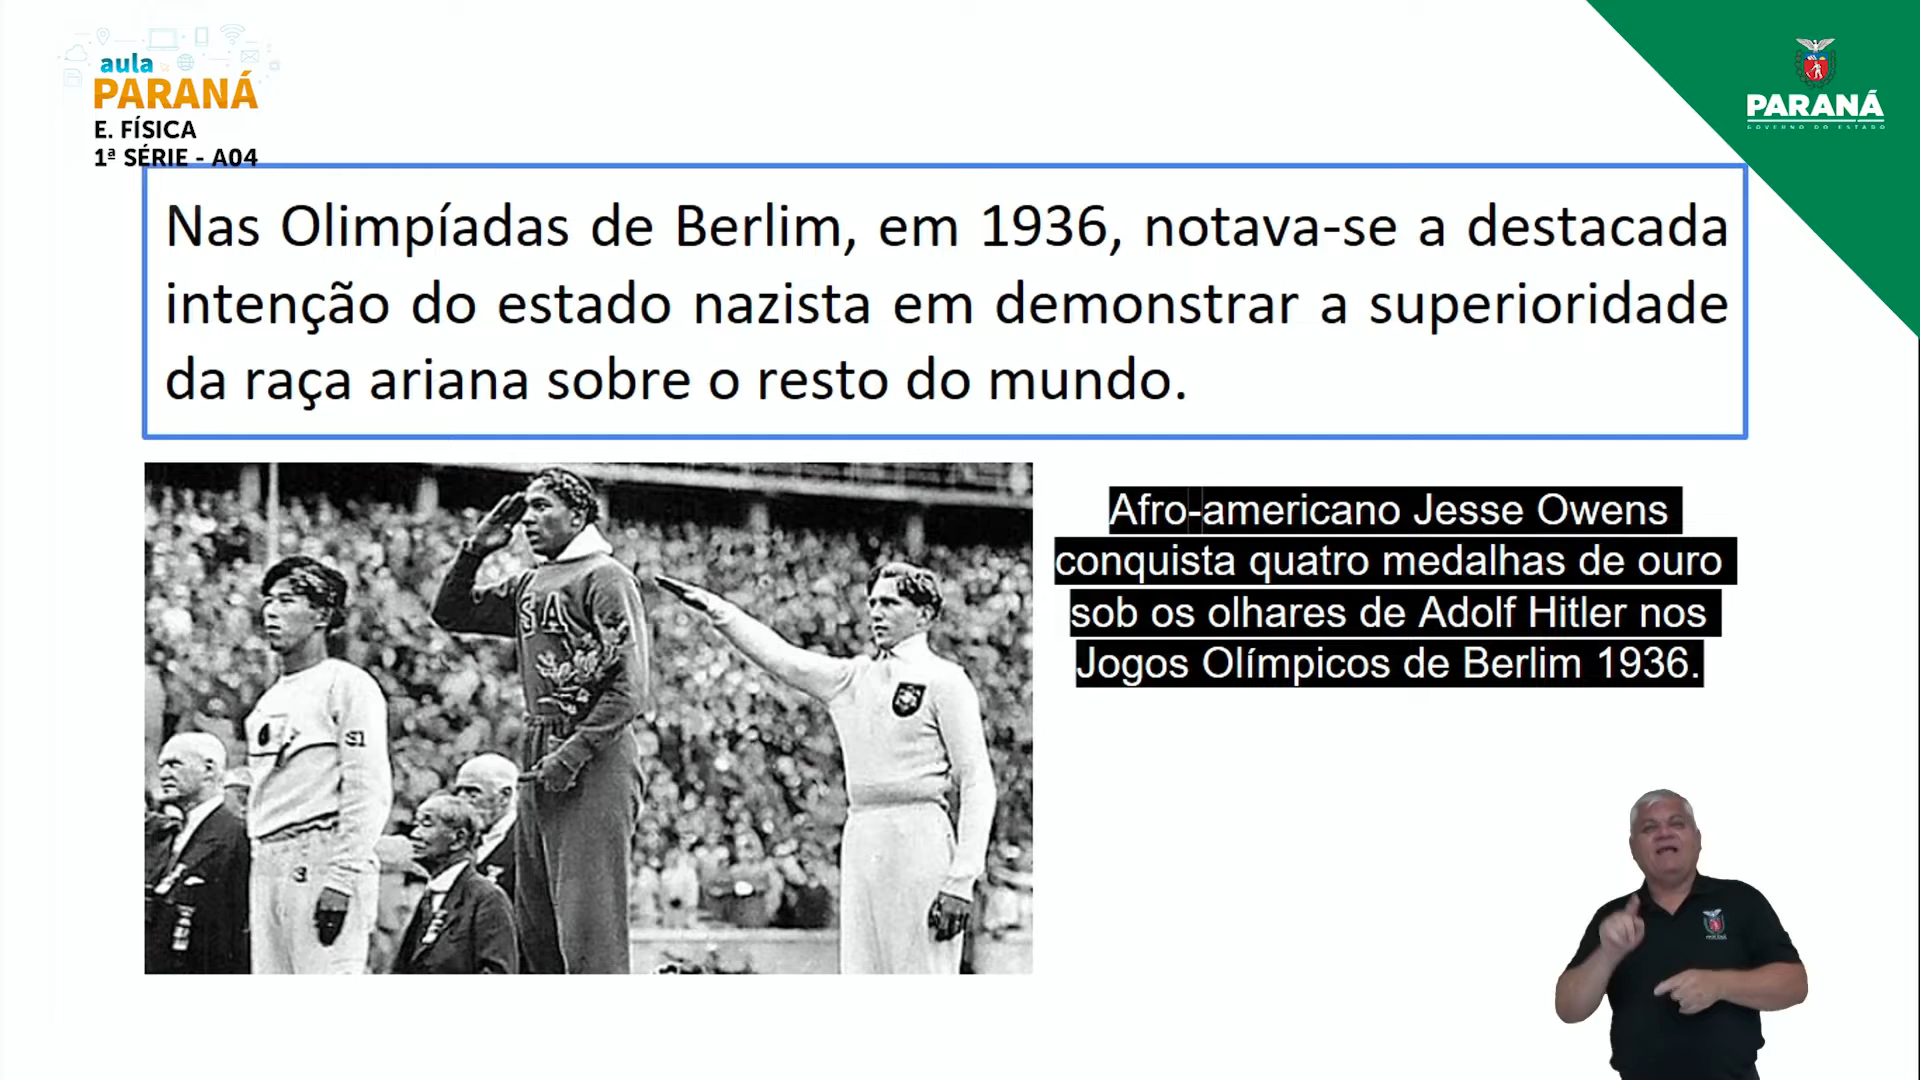 aula
PARANÁ
E. FÍSICA
1ª SÉRIE - A04
PARANÁ
GOVERNO DO ESTADO
Nas Olimpíadas de Berlim, em 1936, notava-se a destacada
intenção do estado nazista em demonstrar a superioridade
da raça ariana sobre o resto do mundo.
Afro-americano Jesse Owens
conquista quatro medalhas de ouro
sob os olhares de Adolf Hitler nos
Jogos Olímpicos de Berlim 1936.
SA